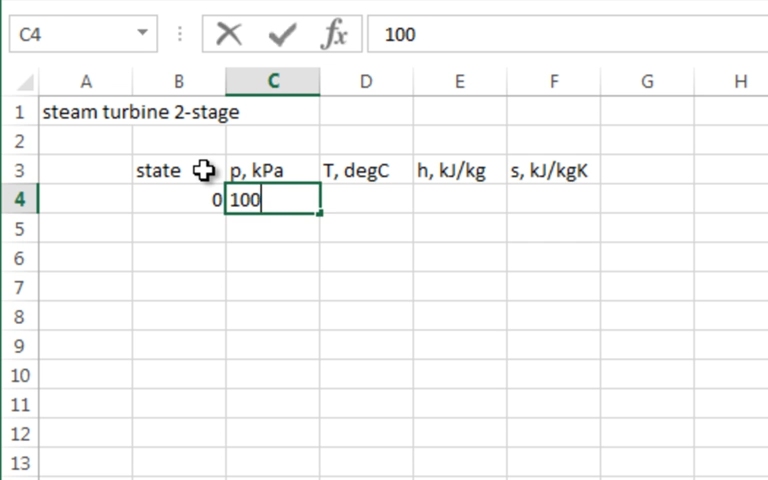 C4 fx 100
A B C D E F G H
1 steam turbine 2-stage
2
3 state p, kPa T, degC h, kJ/kg s, kJ/kgK
4 0 100
5
6
7
8
9
10
11
12
13